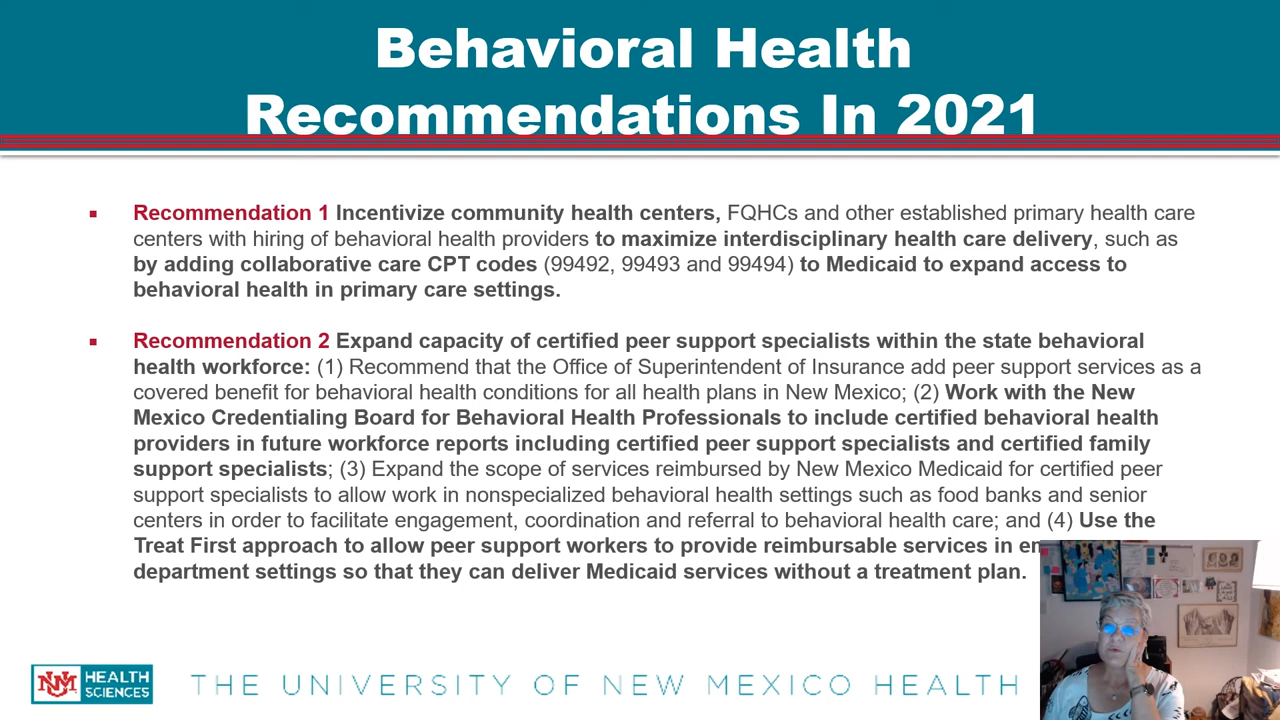 Behavioral Health
Recommendations In 2021
▪ Recommendation 1 Incentivize community health centers, FQHCs and other established primary health care
centers with hiring of behavioral health providers to maximize interdisciplinary health care delivery, such as
by adding collaborative care CPT codes (99492, 99493 and 99494) to Medicaid to expand access to
behavioral health in primary care settings.
▪ Recommendation 2 Expand capacity of certified peer support specialists within the state behavioral
health workforce: (1) Recommend that the Office of Superintendent of Insurance add peer support services as a
covered benefit for behavioral health conditions for all health plans in New Mexico; (2) Work with the New
Mexico Credentialing Board for Behavioral Health Professionals to include certified behavioral health
providers in future workforce reports including certified peer support specialists and certified family
support specialists; (3) Expand the scope of services reimbursed by New Mexico Medicaid for certified peer
support specialists to allow work in nonspecialized behavioral health settings such as food banks and senior
centers in order to facilitate engagement, coordination and referral to behavioral health care; and (4) Use the
Treat First approach to allow peer support workers to provide reimbursable services in
department settings so that they can deliver Medicaid services without a treatment plan.
UNM HEALTH
SCIENCES
THE UNIVERSITY OF NEW MEXICO HEALTH